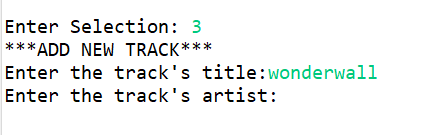 Enter Selection: 3
***ADD NEW TRACK***
Enter the track's title:wonderwall
Enter the track's artist: